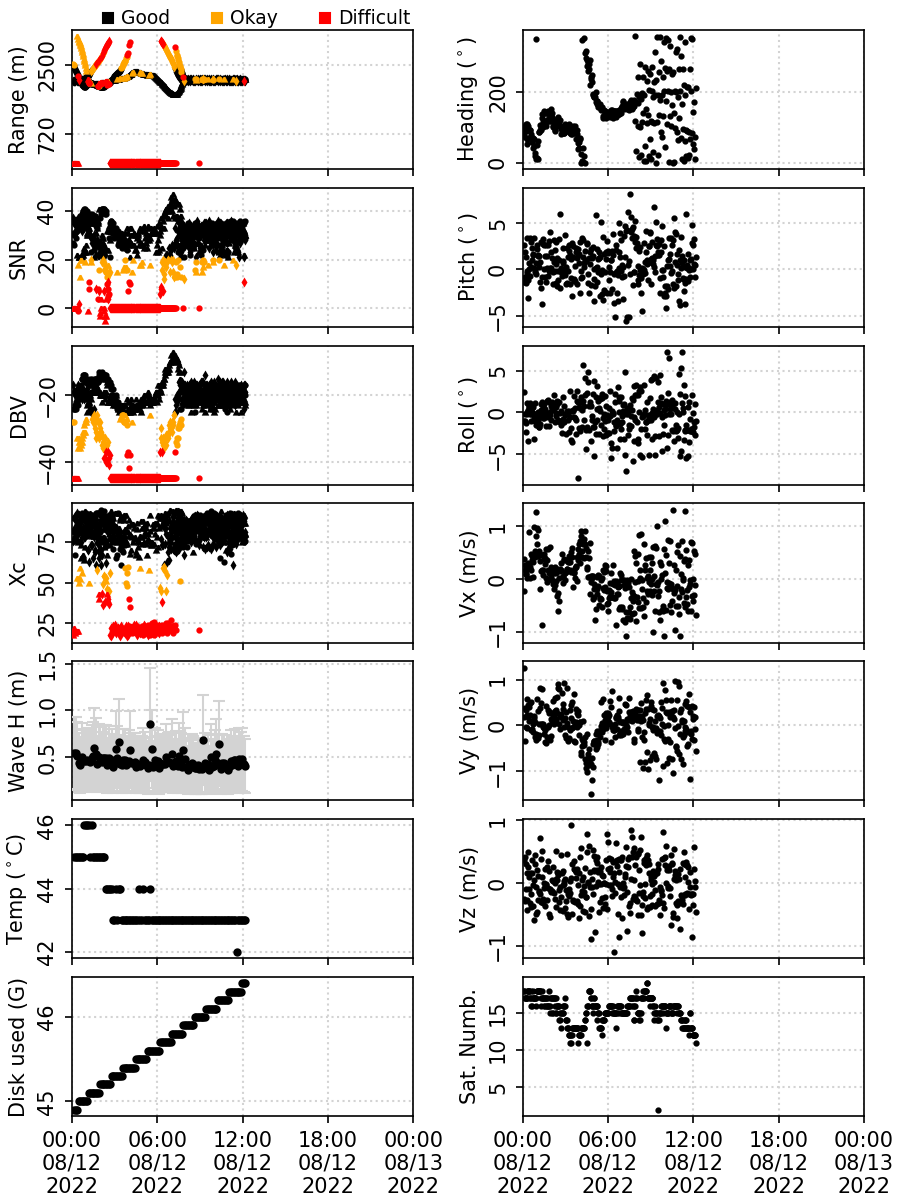 Good Okay Difficult
Range (m)
2500
720
Heading (°)
200
0
SNR
40
20
0
Pitch (°)
5
0
−5
DBV
−20
−40
Roll (°)
5
0
−5
Xc
75
50
25
Vx (m/s)
1
0
−1
Wave H (m)
1.5
1.0
0.5
Vy (m/s)
1
0
−1
Temp (°C)
46
44
42
Vz (m/s)
1
0
−1
Disk used (G)
46
45
Sat. Numb.
15
10
5
00:00 06:00 12:00 18:00 00:00
08/12 08/12 08/12 08/12 08/13
2022 2022 2022 2022 2022
00:00 06:00 12:00 18:00 00:00
08/12 08/12 08/12 08/12 08/13
2022 2022 2022 2022 2022